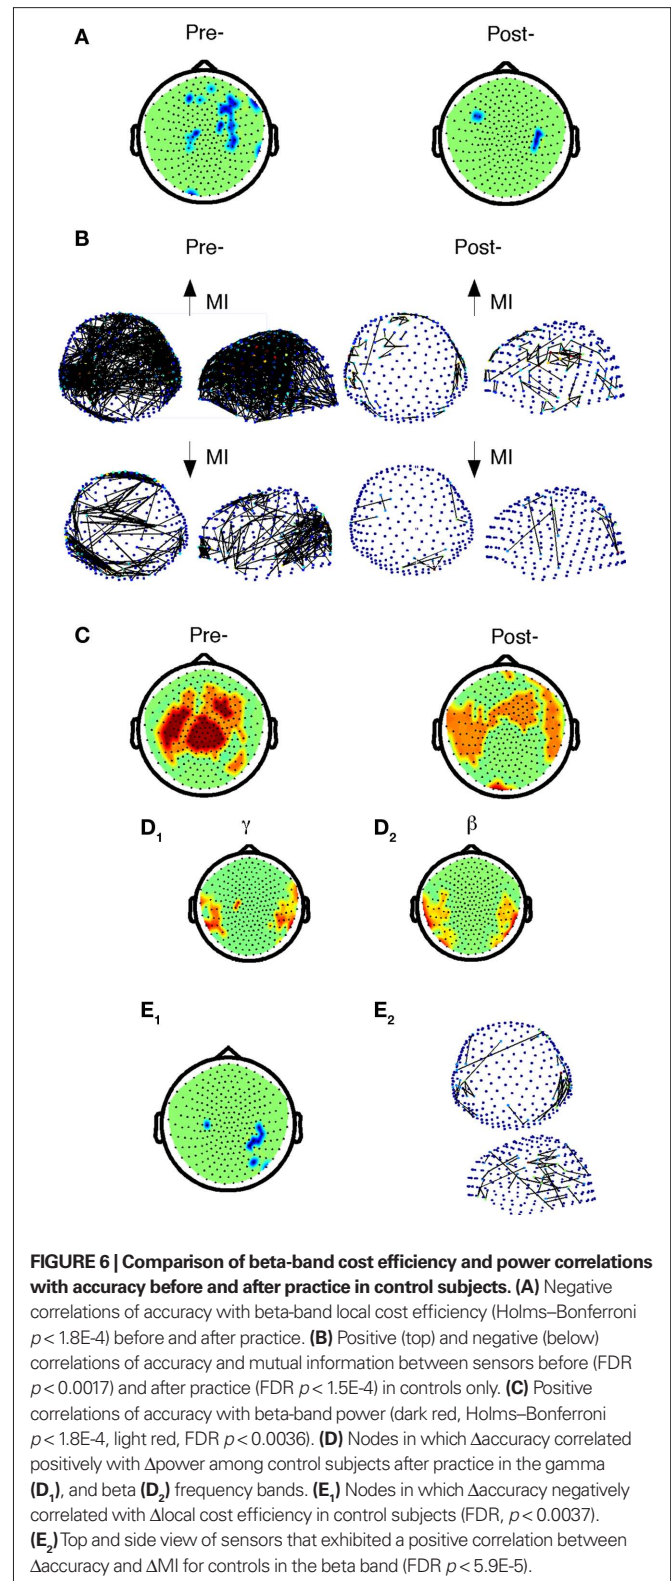 A
Pre-
Post-
B
Pre-
Post-
MI
MI
MI
MI
C
Pre-
Post-
D1
γ
D2
β
E1
E2
FIGURE 6 | Comparison of beta-band cost efficiency and power correlations
with accuracy before and after practice in control subjects. (A) Negative
correlations of accuracy with beta-band local cost efficiency (Holms–Bonferroni
p < 1.8E-4) before and after practice. (B) Positive (top) and negative (below)
correlations of accuracy and mutual information between sensors before (FDR
p < 0.0017) and after practice (FDR p < 1.5E-4) in controls only. (C) Positive
correlations of accuracy with beta-band power (dark red, Holms–Bonferroni
p < 1.8E-4, light red, FDR p < 0.0036). (D) Nodes in which Δaccuracy correlated
positively with Δpower among control subjects after practice in the gamma
(D1), and beta (D2) frequency bands. (E1) Nodes in which Δaccuracy negatively
correlated with Δlocal cost efficiency in control subjects (FDR, p < 0.0037).
(E2) Top and side view of sensors that exhibited a positive correlation between
Δaccuracy and ΔMI for controls in the beta band (FDR p < 5.9E-5).